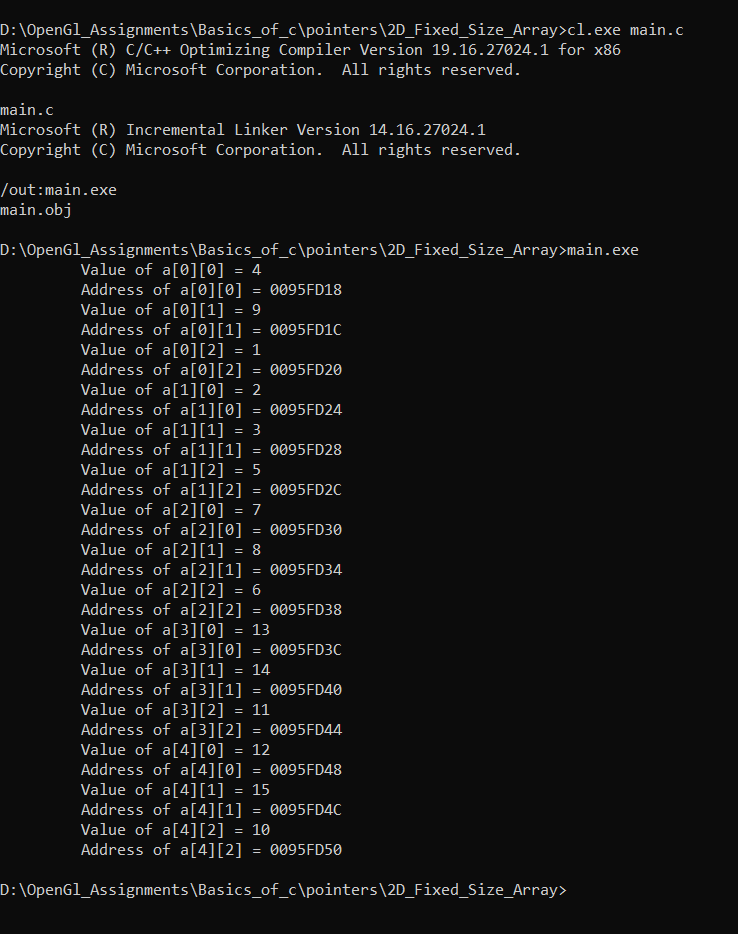 D:\OpenGl_Assignments\Basics_of_c\pointers\2D_Fixed_Size_Array>cl.exe main.c
Microsoft (R) C/C++ Optimizing Compiler Version 19.16.27024.1 for x86
Copyright (C) Microsoft Corporation.  All rights reserved.

main.c
Microsoft (R) Incremental Linker Version 14.16.27024.1
Copyright (C) Microsoft Corporation.  All rights reserved.

/out:main.exe
main.obj

D:\OpenGl_Assignments\Basics_of_c\pointers\2D_Fixed_Size_Array>main.exe
Value of a[0][0] = 4
Address of a[0][0] = 0095FD18
Value of a[0][1] = 9
Address of a[0][1] = 0095FD1C
Value of a[0][2] = 1
Address of a[0][2] = 0095FD20
Value of a[1][0] = 2
Address of a[1][0] = 0095FD24
Value of a[1][1] = 3
Address of a[1][1] = 0095FD28
Value of a[1][2] = 5
Address of a[1][2] = 0095FD2C
Value of a[2][0] = 7
Address of a[2][0] = 0095FD30
Value of a[2][1] = 8
Address of a[2][1] = 0095FD34
Value of a[2][2] = 6
Address of a[2][2] = 0095FD38
Value of a[3][0] = 13
Address of a[3][0] = 0095FD3C
Value of a[3][1] = 14
Address of a[3][1] = 0095FD40
Value of a[3][2] = 11
Address of a[3][2] = 0095FD44
Value of a[4][0] = 12
Address of a[4][0] = 0095FD48
Value of a[4][1] = 15
Address of a[4][1] = 0095FD4C
Value of a[4][2] = 10
Address of a[4][2] = 0095FD50

D:\OpenGl_Assignments\Basics_of_c\pointers\2D_Fixed_Size_Array>